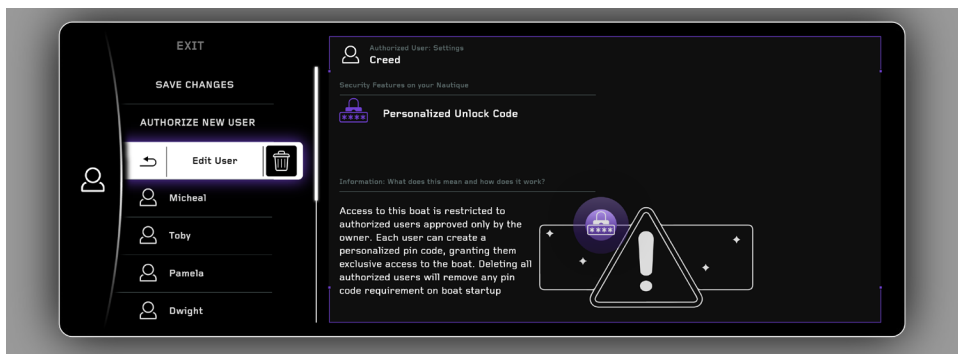 EXIT
SAVE CHANGES
AUTHORIZE NEW USER
Edit User
Micheal
Toby
Pamela
Dwight
Authorized User: Settings
Creed
Security Features on your Nautique
****
Personalized Unlock Code
Information: What does this mean and how does it work?
Access to this boat is restricted to
authorized users approved only by the
owner. Each user can create a
personalized pin code, granting them
exclusive access to the boat. Deleting all
authorized users will remove any pin
code requirement on boat startup
****